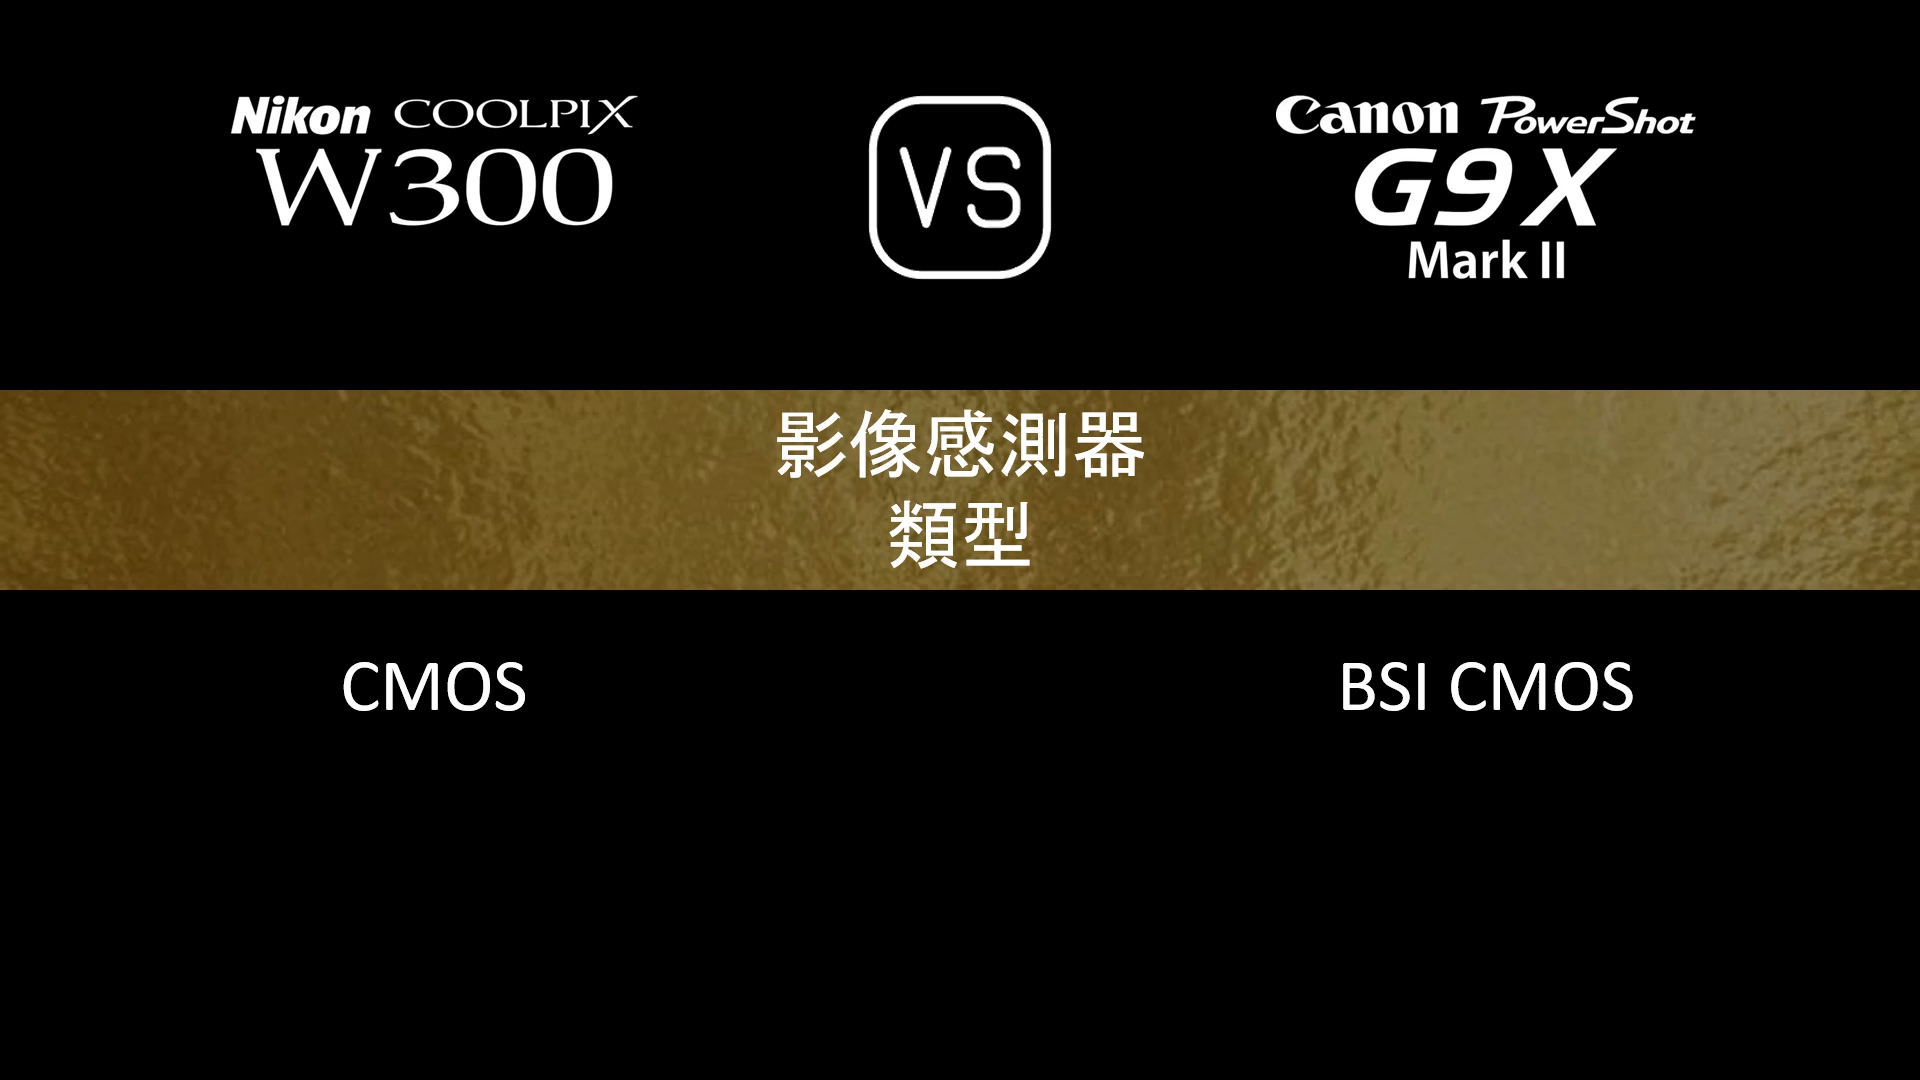 Nikon COOLPIX
W300
VS
Canon PowerShot
G9 X
Mark II
影像感測器
類型
CMOS
BSI CMOS